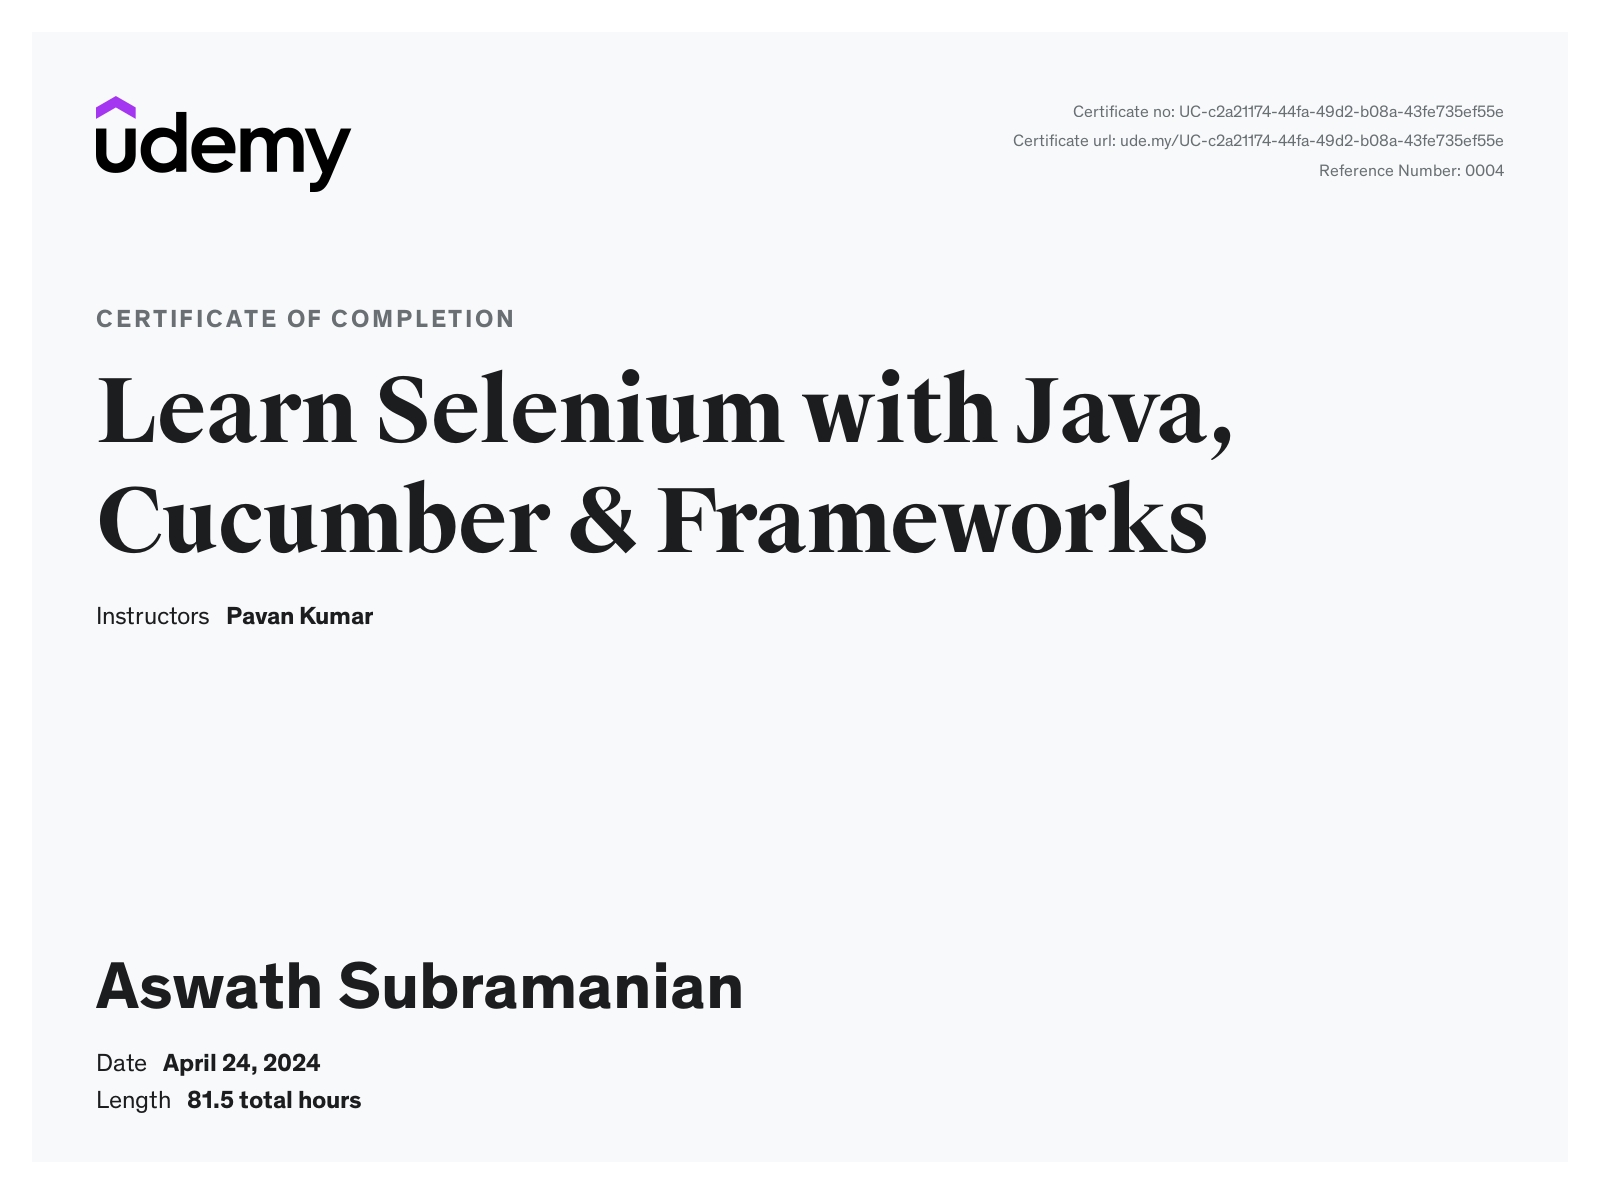 udemy
Certificate no: UC-c2a21174-44fa-49d2-b08a-43fe735ef55e
Certificate url: ude.my/UC-c2a21174-44fa-49d2-b08a-43fe735ef55e
Reference Number: 0004
CERTIFICATE OF COMPLETION
Learn Selenium with Java,
Cucumber & Frameworks
Instructors Pavan Kumar
Aswath Subramanian
Date April 24, 2024
Length 81.5 total hours